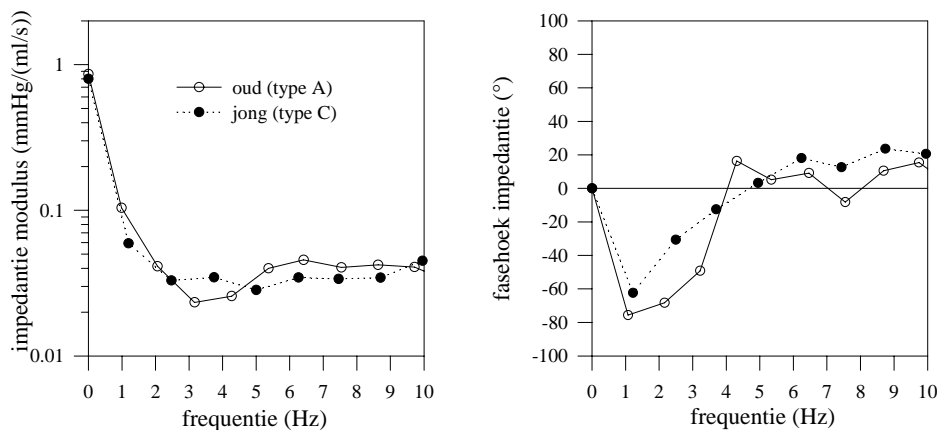 impedantie modulus (mmHg/(ml/s))
1
0.1
0.01
oud (type A)
jong (type C)
0 1 2 3 4 5 6 7 8 9 10
frequentie (Hz)
fasehoek impedantie (°)
100
80
60
40
20
0
-20
-40
-60
-80
-100
0 1 2 3 4 5 6 7 8 9 10
frequentie (Hz)